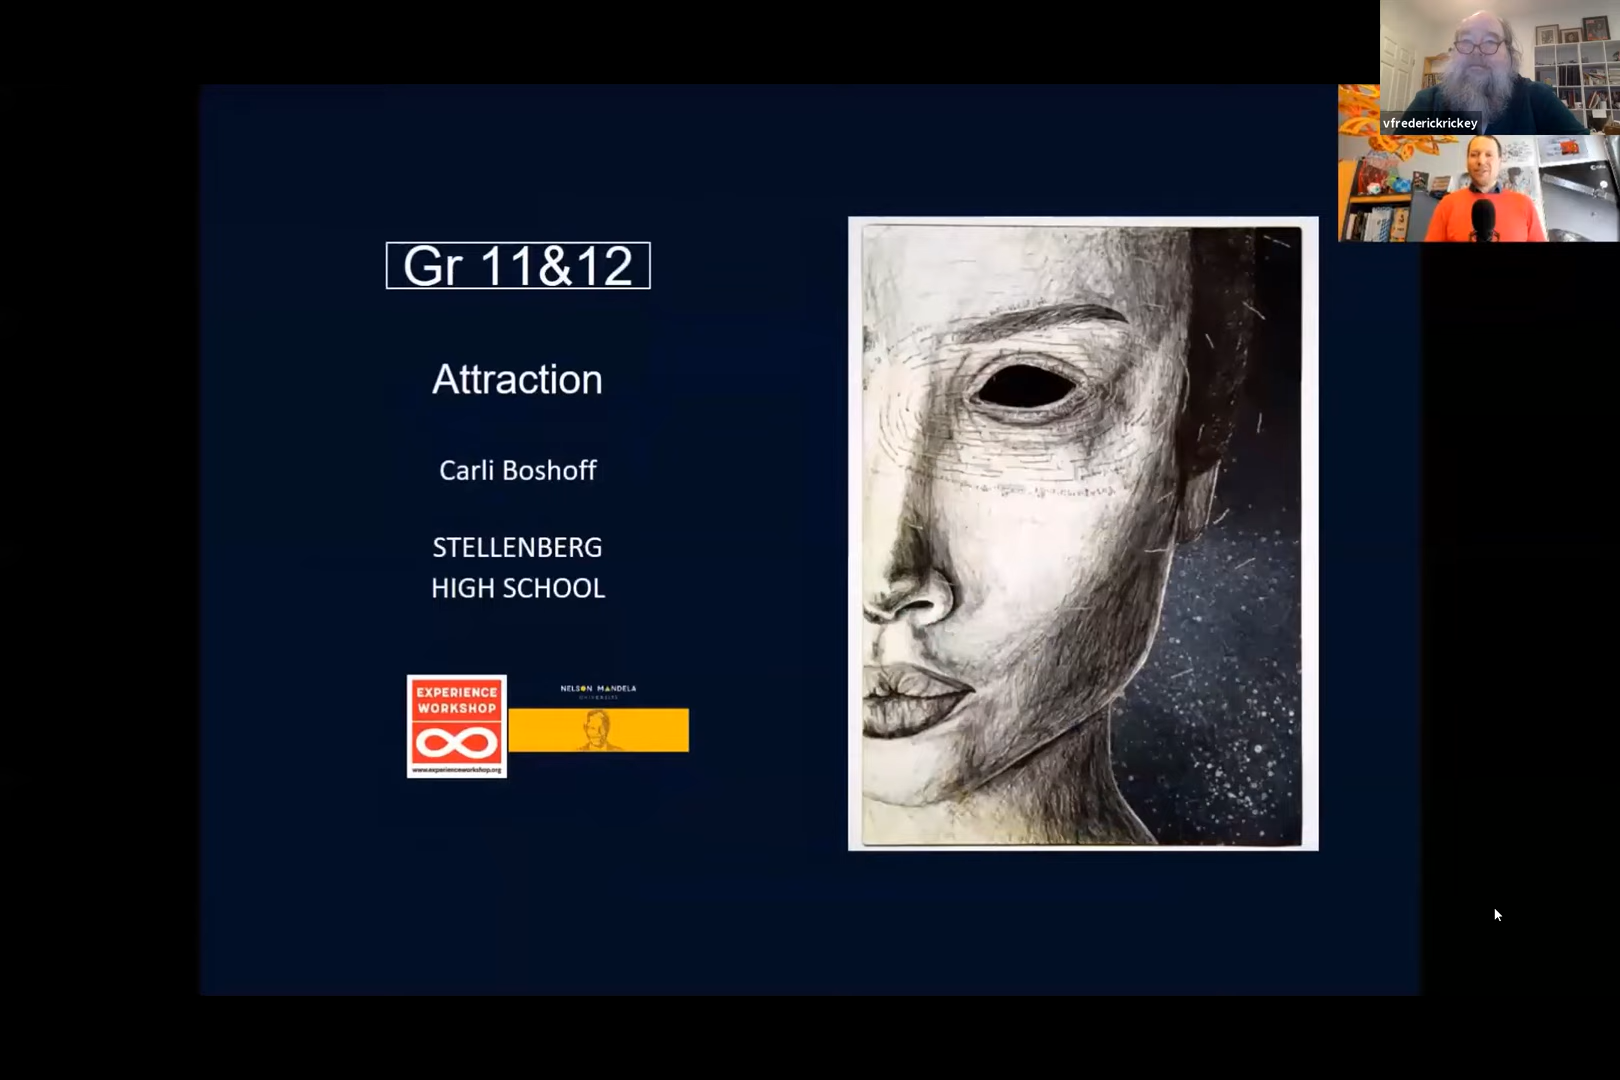 vfrederickrickey
Gr 11&12
Attraction
Carli Boshoff
STELLENBERG
HIGH SCHOOL
EXPERIENCE
WORKSHOP
www.experienceworkshop.org
NELSON MANDELA
UNIVERSITY